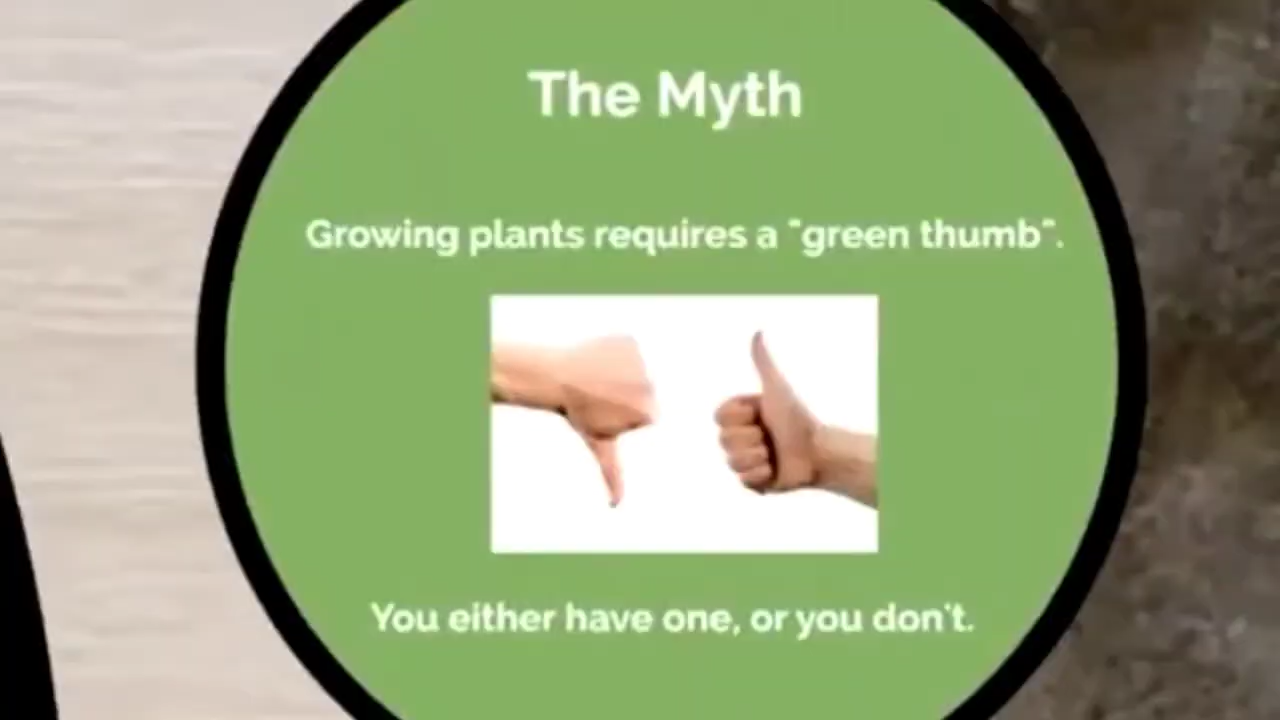 The Myth
Growing plants requires a "green thumb".
You either have one, or you don't.